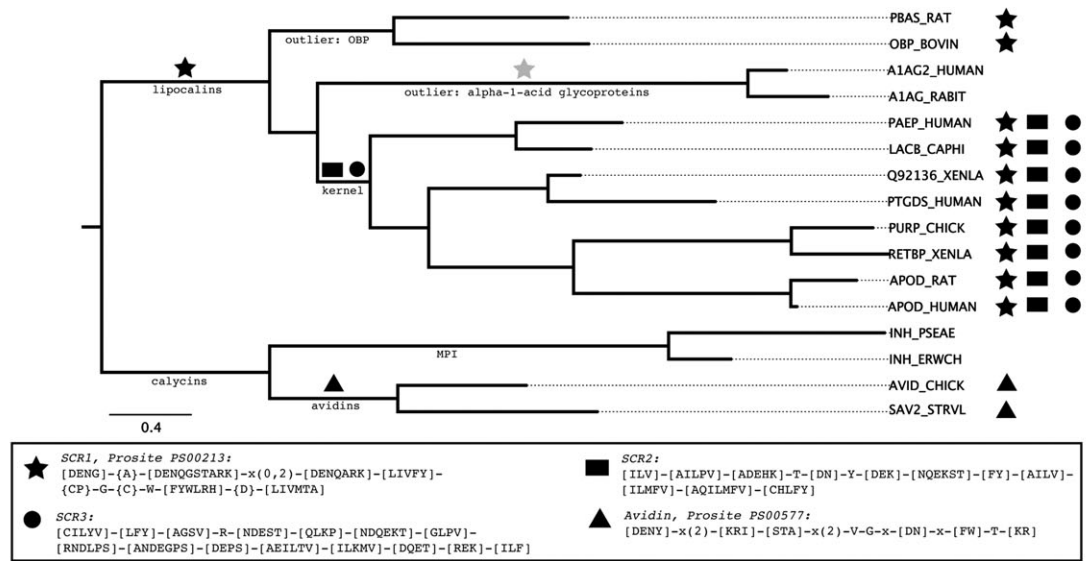 PBAS_RAT
outlier: OBP
OBP_BOVIN
lipocalins
A1AG2_HUMAN
outlier: alpha-1-acid glycoproteins
A1AG_RABIT
PAEP_HUMAN
LACB_CAPHI
kernel
Q92136_XENLA
PTGDS_HUMAN
PURP_CHICK
RETBP_XENLA
APOD_RAT
APOD_HUMAN
INH_PSEAE
MPI
INH_ERWCH
calycins
AVID_CHICK
avidins
SAV2_STRVL
0.4
SCR1, Prosite PS00213:
[DENG]-{A}-[DENQGSTARK]-x(0,2)-[DENQARK]-[LIVFY]-
{CP}-G-{C}-W-[FYWLRH]-{D}-[LIVMTA]
SCR2:
[ILV]-[AILPV]-[ADEHK]-T-[DN]-Y-[DEK]-[NQEKST]-[FY]-[AILV]-
[ILMFV]-[AQILMFV]-[CHLFY]
SCR3:
[CILYV]-[LFY]-[AGSV]-R-[NDEST]-[QLKP]-[NDQEKT]-[GLPV]-
[RNDLPS]-[ANDEGPS]-[DEPS]-[AEILTV]-[ILKMV]-[DQET]-[REK]-[ILF]
Avidin, Prosite PS00577:
[DENY]-x(2)-[KRI]-[STA]-x(2)-V-G-x-[DN]-x-[FW]-T-[KR]